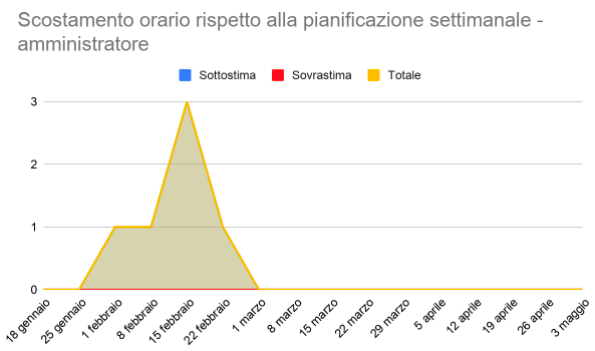 Scostamento orario rispetto alla pianificazione settimanale -
amministratore
Sottostima Sovrastima Totale
3
2
1
0
18 gennaio 25 gennaio 1 febbraio 8 febbraio 15 febbraio 22 febbraio 1 marzo 8 marzo 15 marzo 22 marzo 29 marzo 5 aprile 12 aprile 19 aprile 26 aprile 3 maggio